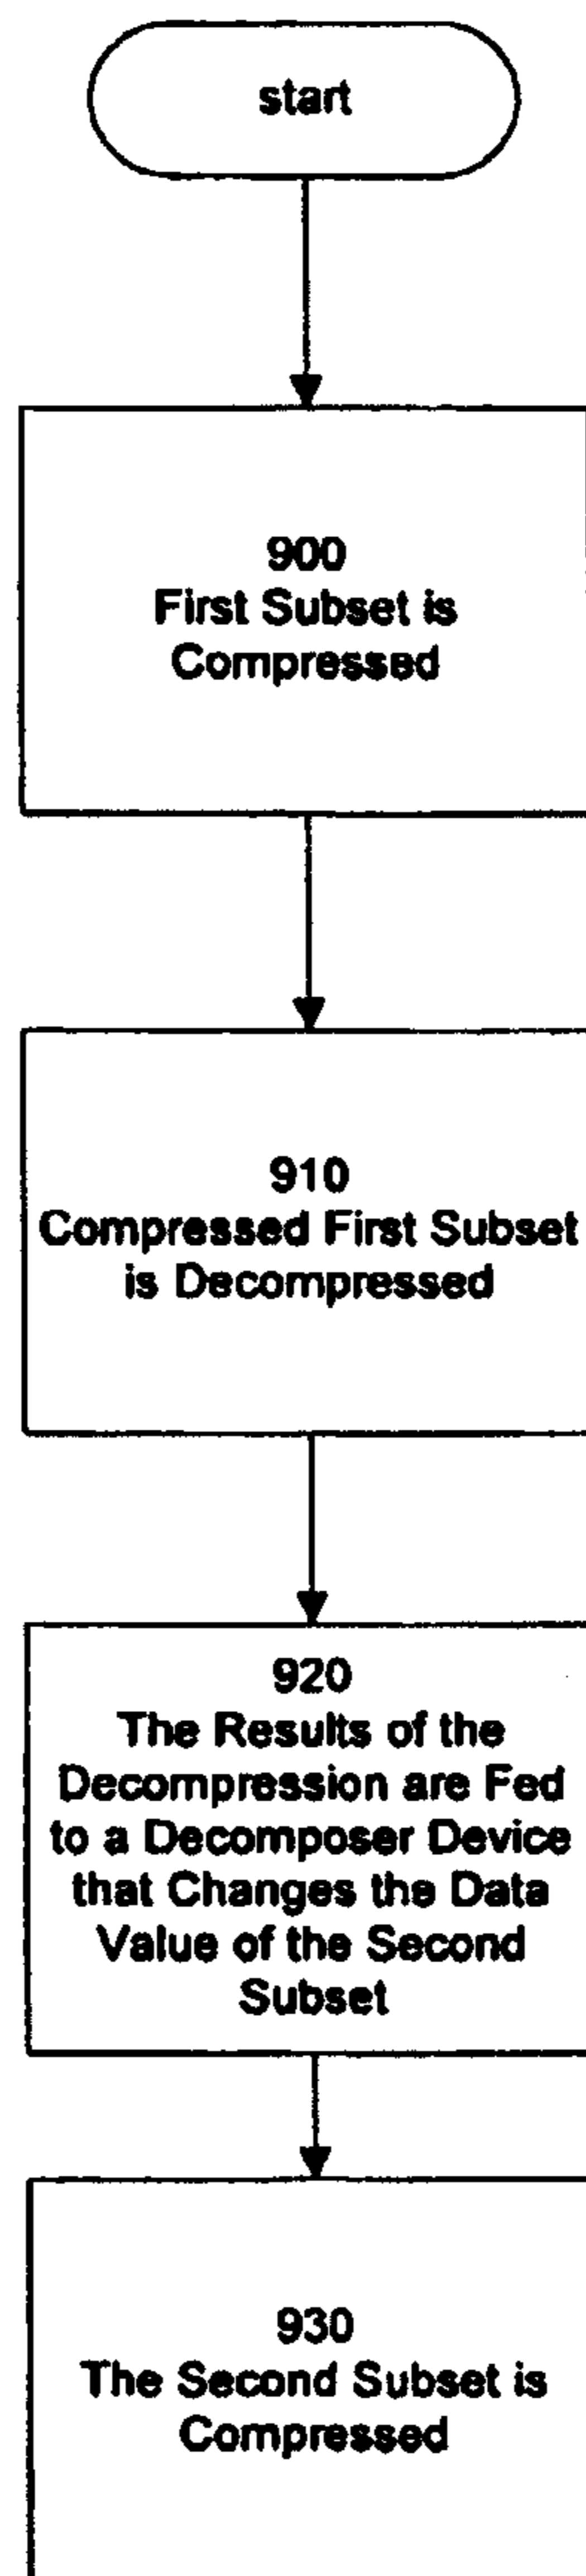 start
900
First Subset is
Compressed
910
Compressed First Subset
is Decompressed
920
The Results of the
Decompression are Fed
to a Decomposer Device
that Changes the Data
Value of the Second
Subset
930
The Second Subset is
Compressed